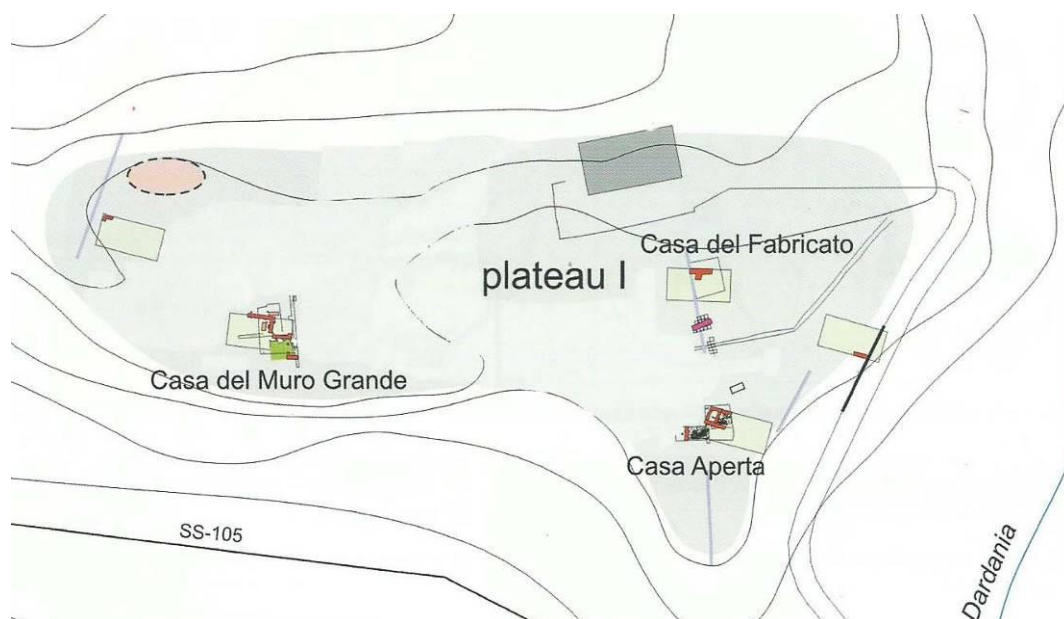 Casa del Fabricato
plateau I
Casa del Muro Grande
Casa Aperta
SS-105
Dardania